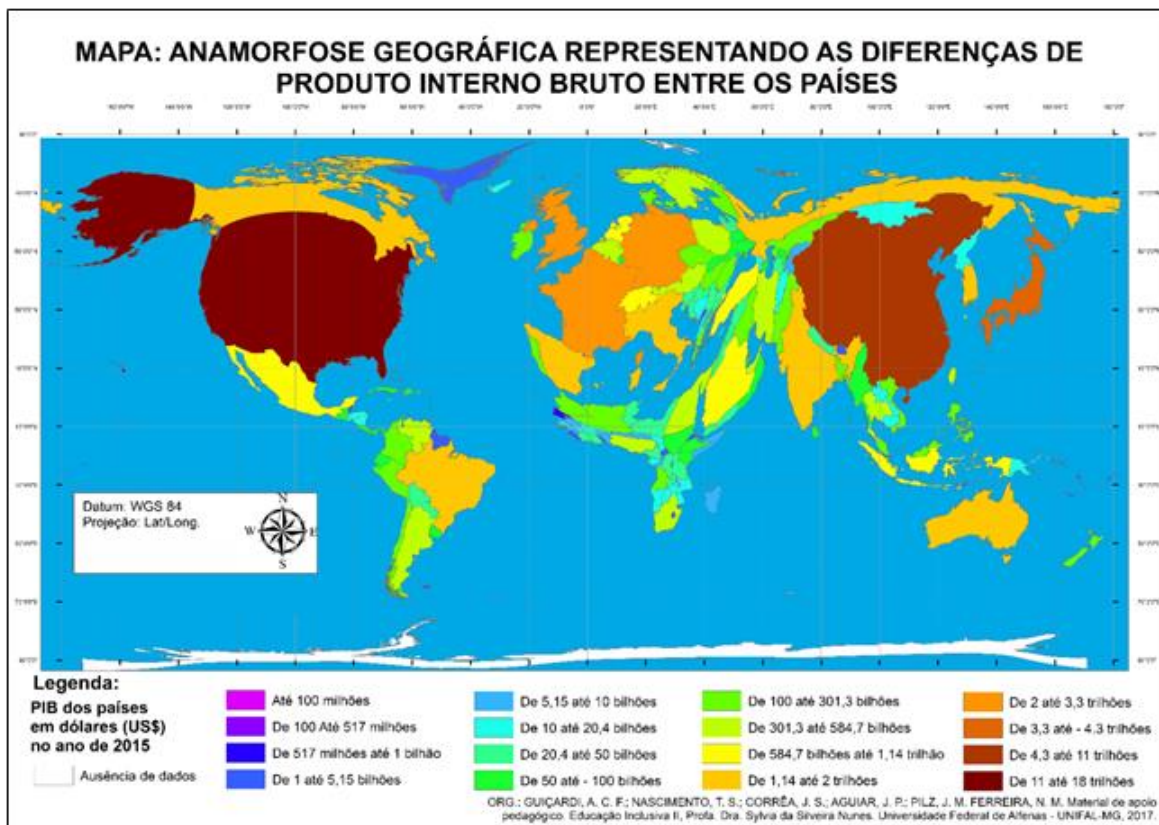 MAPA: ANAMORFOSE GEOGRÁFICA REPRESENTANDO AS DIFERENÇAS DE
PRODUTO INTERNO BRUTO ENTRE OS PAÍSES
Datum: WGS 84
Projeção: Lat/Long.
N
W E
S
Legenda:
PIB dos países
em dólares (US$)
no ano de 2015
Ausência de dados
Até 100 milhões
De 100 Até 517 milhões
De 517 milhões até 1 bilhão
De 1 até 5,15 bilhões
De 5,15 até 10 bilhões
De 10 até 20,4 bilhões
De 20,4 até 50 bilhões
De 50 até - 100 bilhões
De 100 até 301,3 bilhões
De 301,3 até 584,7 bilhões
De 584,7 bilhões até 1,14 trilhão
De 1,14 até 2 trilhões
De 2 até 3,3 trilhões
De 3,3 até - 4,3 trilhões
De 4,3 até 11 trilhões
De 11 até 18 trilhões
ORG.: GUIÇARDI, A. C. F.; NASCIMENTO, T. S.; CORRÊA, J. S.; AGUIAR, J. P.; PILZ, J. M. FERREIRA, N. M. Material de apoio
pedagógico. Educação Inclusiva II, Profa. Dra. Sylvia da Silveira Nunes. Universidade Federal de Alfenas - UNIFAL-MG, 2017.